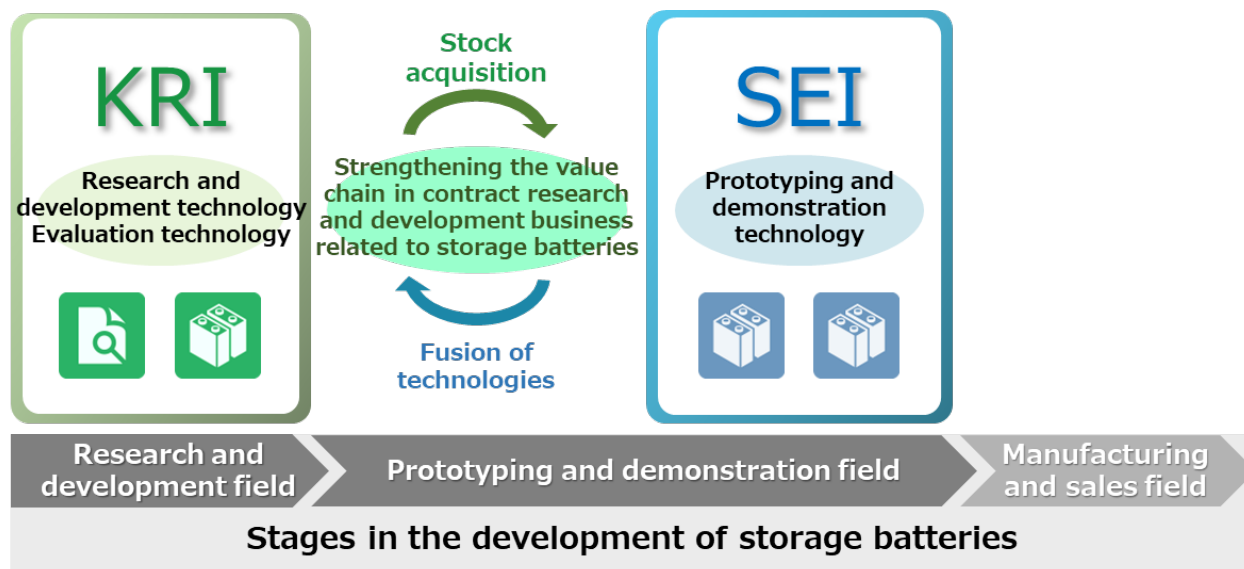 KRI
Research and
development technology
Evaluation technology
Stock
acquisition
Strengthening the value
chain in contract research
and development business
related to storage batteries
Fusion of
technologies
SEI
Prototyping and
demonstration
technology
Research and
development field
Prototyping and demonstration field
Manufacturing
and sales field
Stages in the development of storage batteries